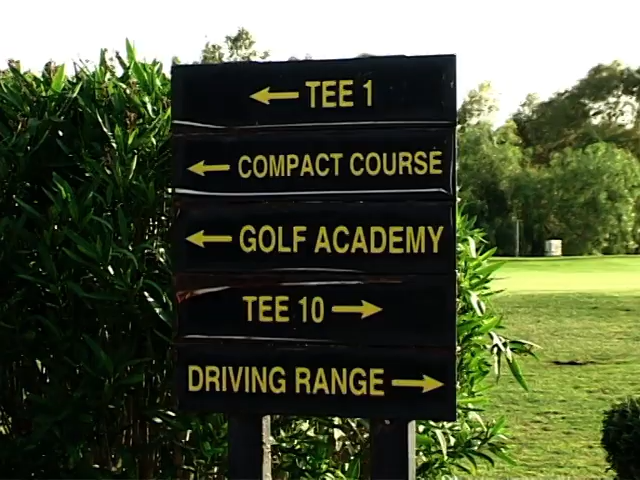 ← TEE 1
← COMPACT COURSE
← GOLF ACADEMY
TEE 10 →
DRIVING RANGE →